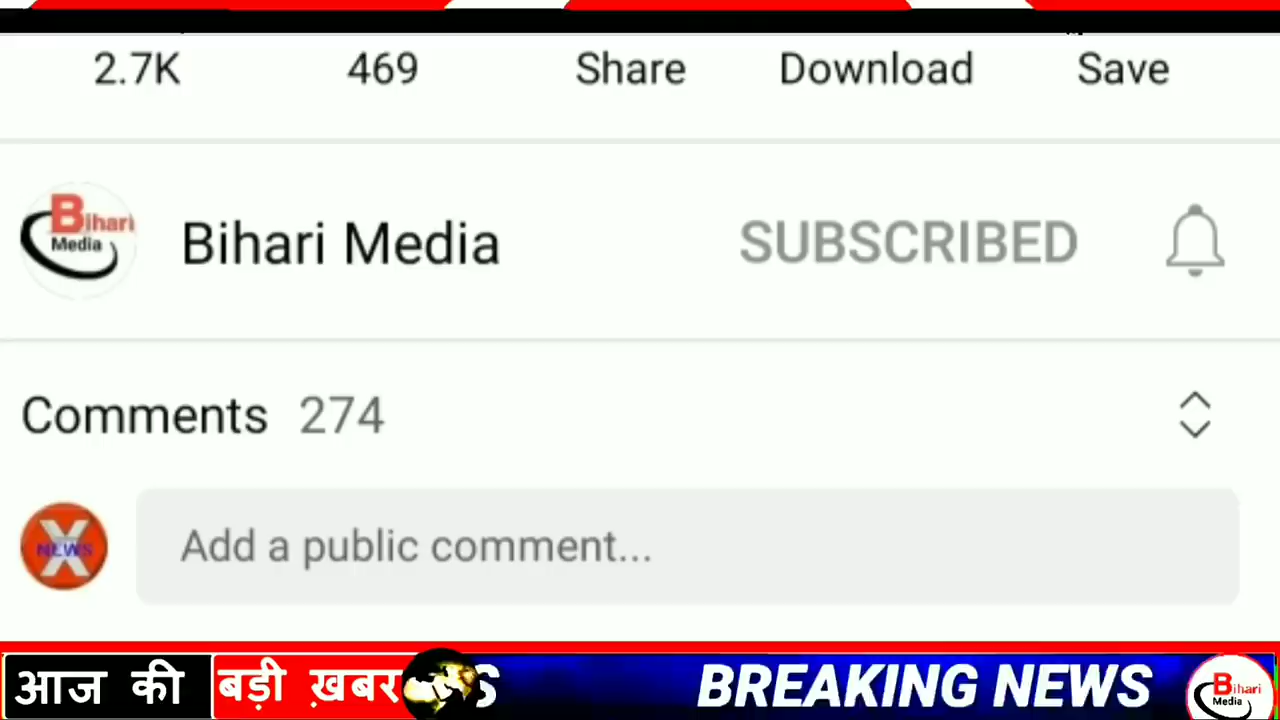 2.7K 469 Share Download Save
Bihari Media
Bihari Media SUBSCRIBED
Comments 274
NEWS
X
Add a public comment...
आज की बड़ी ख़बर S BREAKING NEWS
Bihari Media